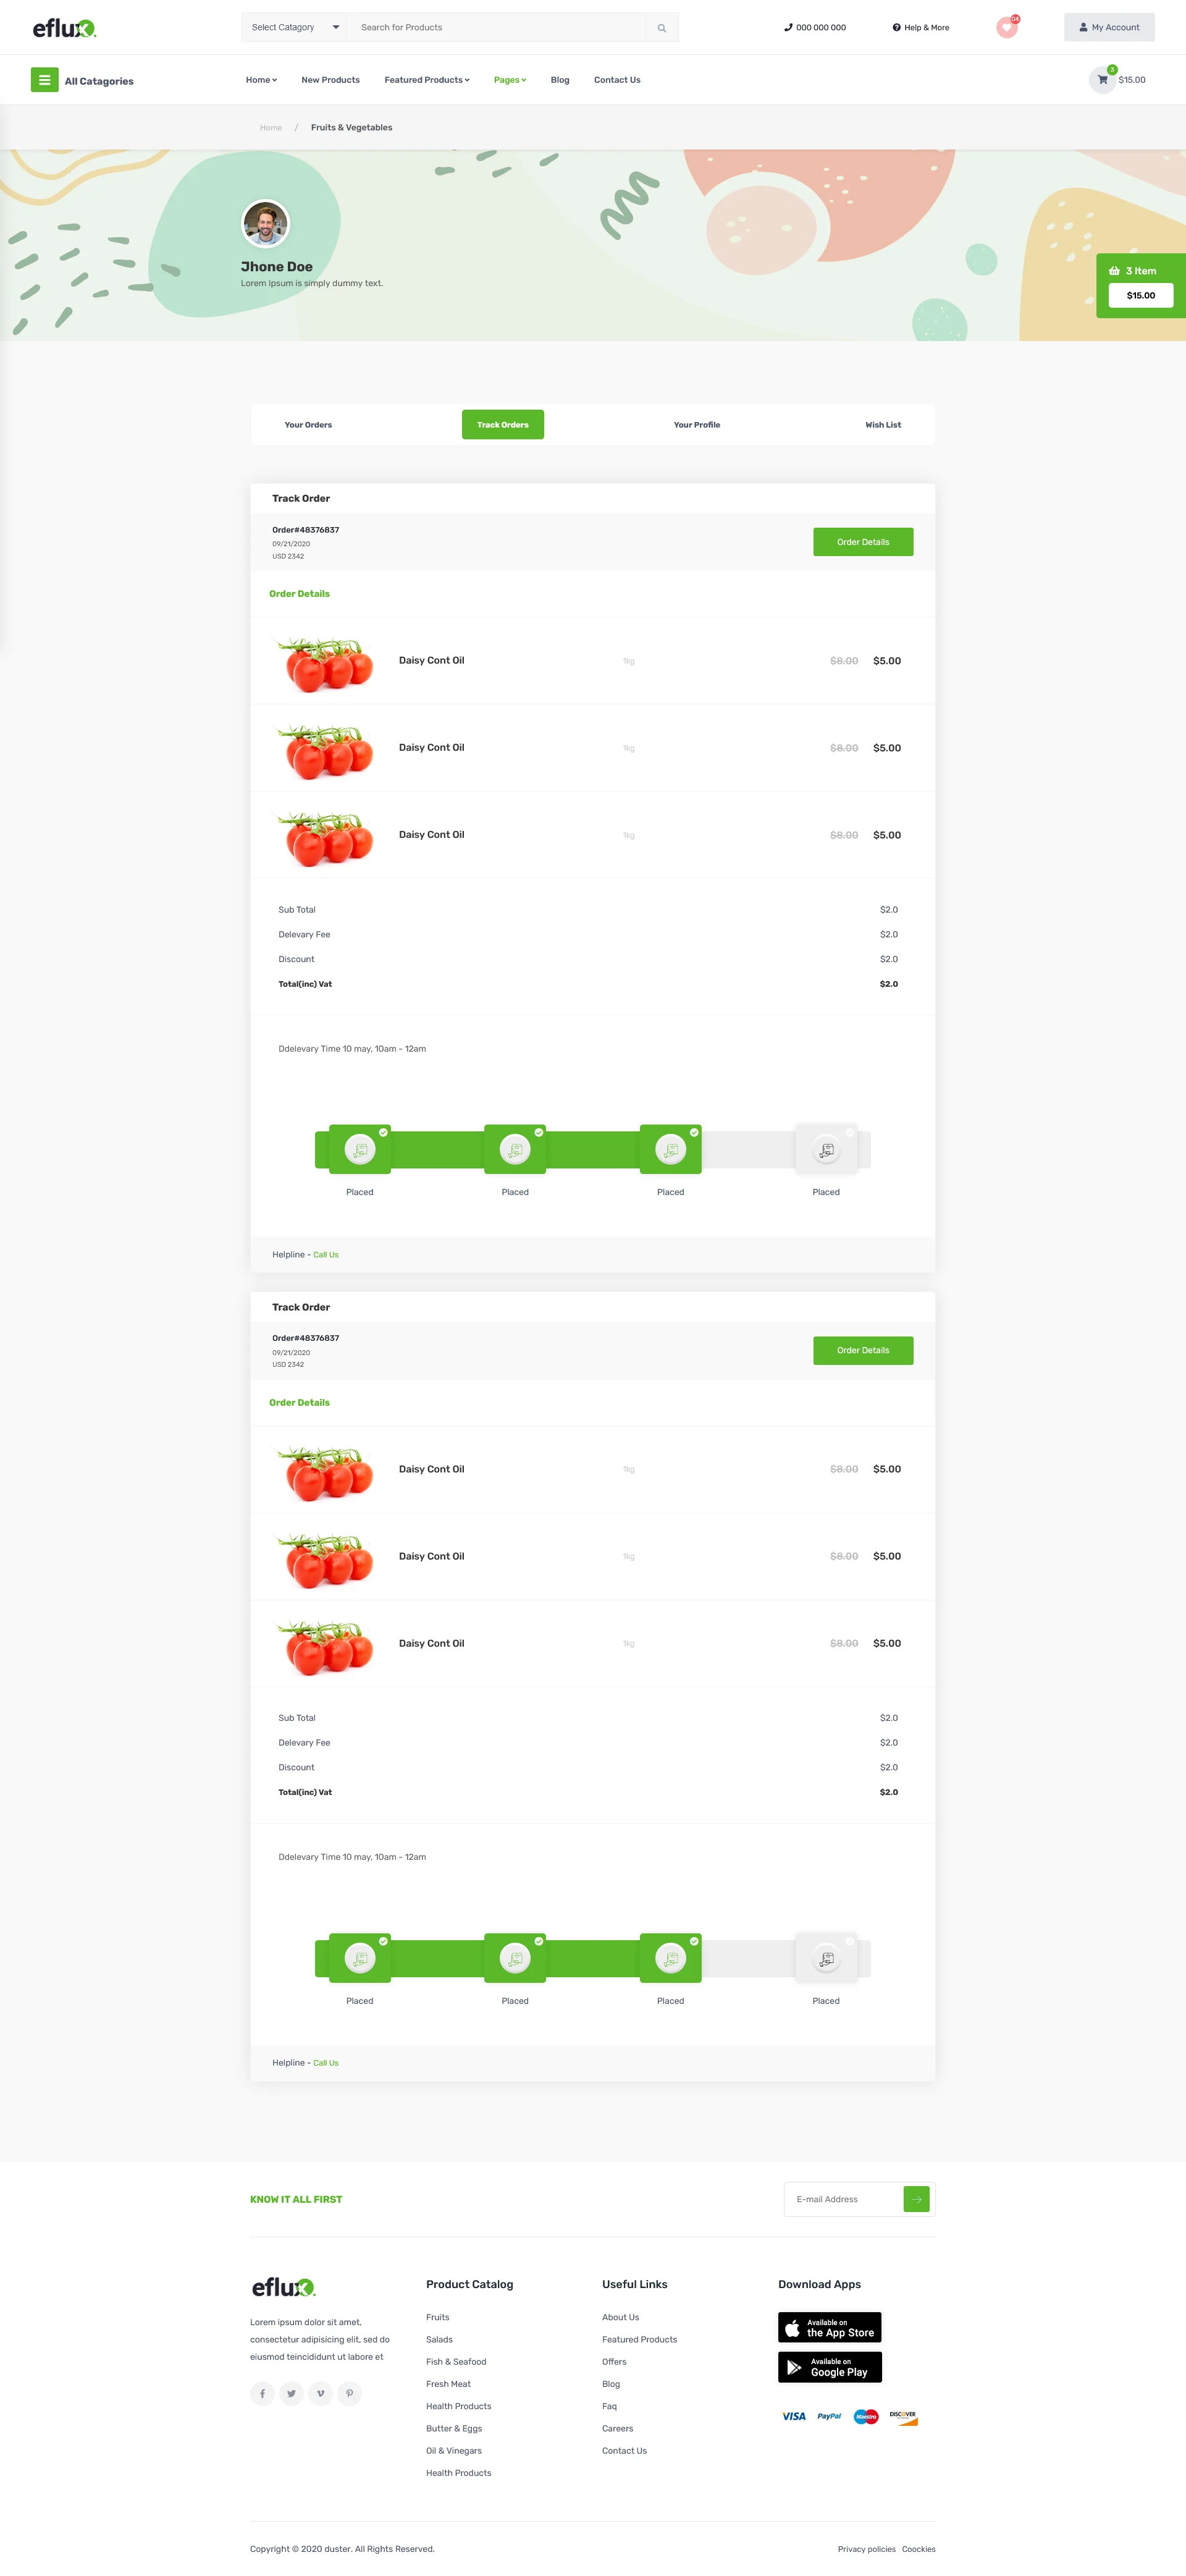 eflux.
Select Catagory
Search for Products
000 000 000
Help & More
04
My Account
All Catagories
Home
New Products
Featured Products
Pages
Blog
Contact Us
3
$15.00
Home / Fruits & Vegetables
Jhone Doe
Lorem Ipsum is simply dummy text.
3 Item
$15.00
Your Orders
Track Orders
Your Profile
Wish List
Track Order
Order#48376837
09/21/2020
USD 2342
Order Details
Order Details
Daisy Cont Oil 1kg $8.00 $5.00
Daisy Cont Oil 1kg $8.00 $5.00
Daisy Cont Oil 1kg $8.00 $5.00
Sub Total $2.0
Delevary Fee $2.0
Discount $2.0
Total(inc) Vat $2.0
Ddelevary Time 10 may, 10am - 12am
Placed Placed Placed Placed
Helpline - Call Us
Track Order
Order#48376837
09/21/2020
USD 2342
Order Details
Order Details
Daisy Cont Oil 1kg $8.00 $5.00
Daisy Cont Oil 1kg $8.00 $5.00
Daisy Cont Oil 1kg $8.00 $5.00
Sub Total $2.0
Delevary Fee $2.0
Discount $2.0
Total(inc) Vat $2.0
Ddelevary Time 10 may, 10am - 12am
Placed Placed Placed Placed
Helpline - Call Us
KNOW IT ALL FIRST
E-mail Address
eflux.
Lorem ipsum dolor sit amet,
consectetur adipisicing elit, sed do
eiusmod teincididunt ut labore et
Product Catalog
Fruits
Salads
Fish & Seafood
Fresh Meat
Health Products
Butter & Eggs
Oil & Vinegars
Health Products
Useful Links
About Us
Featured Products
Offers
Blog
Faq
Careers
Contact Us
Download Apps
Available on
the App Store
Available on
Google Play
VISA PayPal Maestro DISCOVER
Copyright © 2020 duster. All Rights Reserved.
Privacy policies Coockies